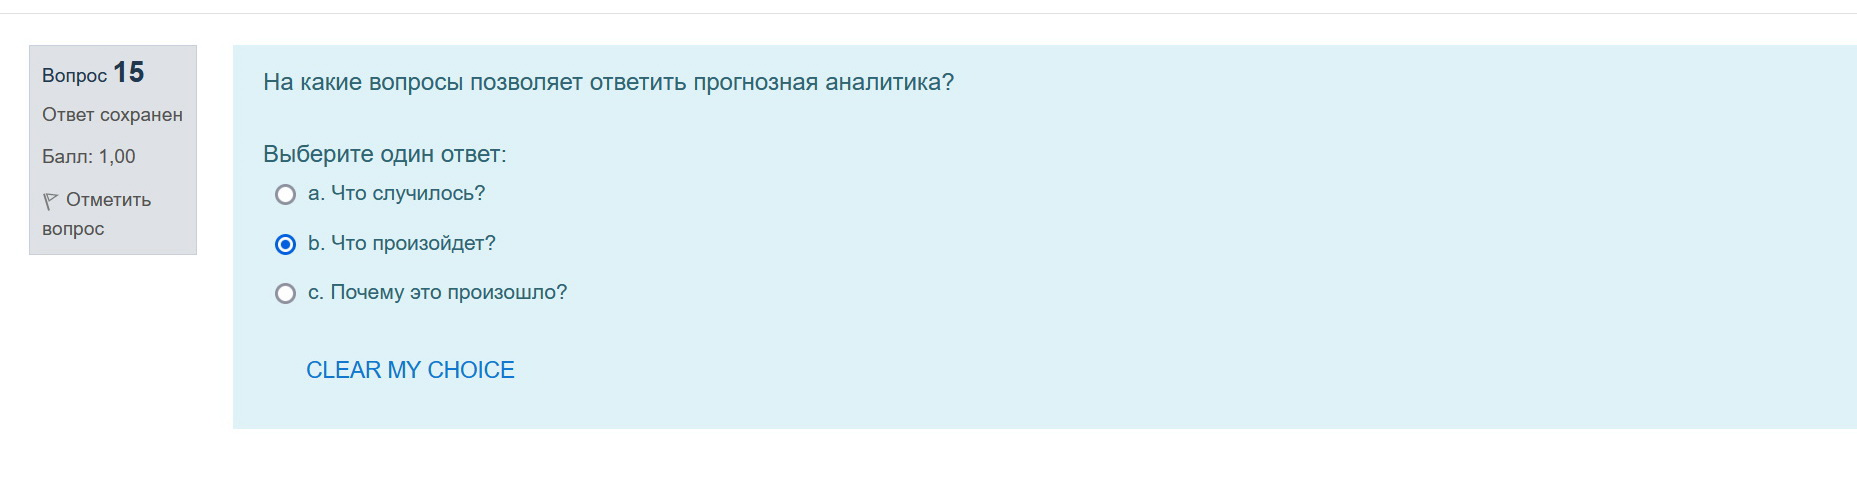 Вопрос 15
Ответ сохранен
Балл: 1,00
Отметить
вопрос
На какие вопросы позволяет ответить прогнозная аналитика?
Выберите один ответ:
a. Что случилось?
b. Что произойдет?
c. Почему это произошло?
CLEAR MY CHOICE